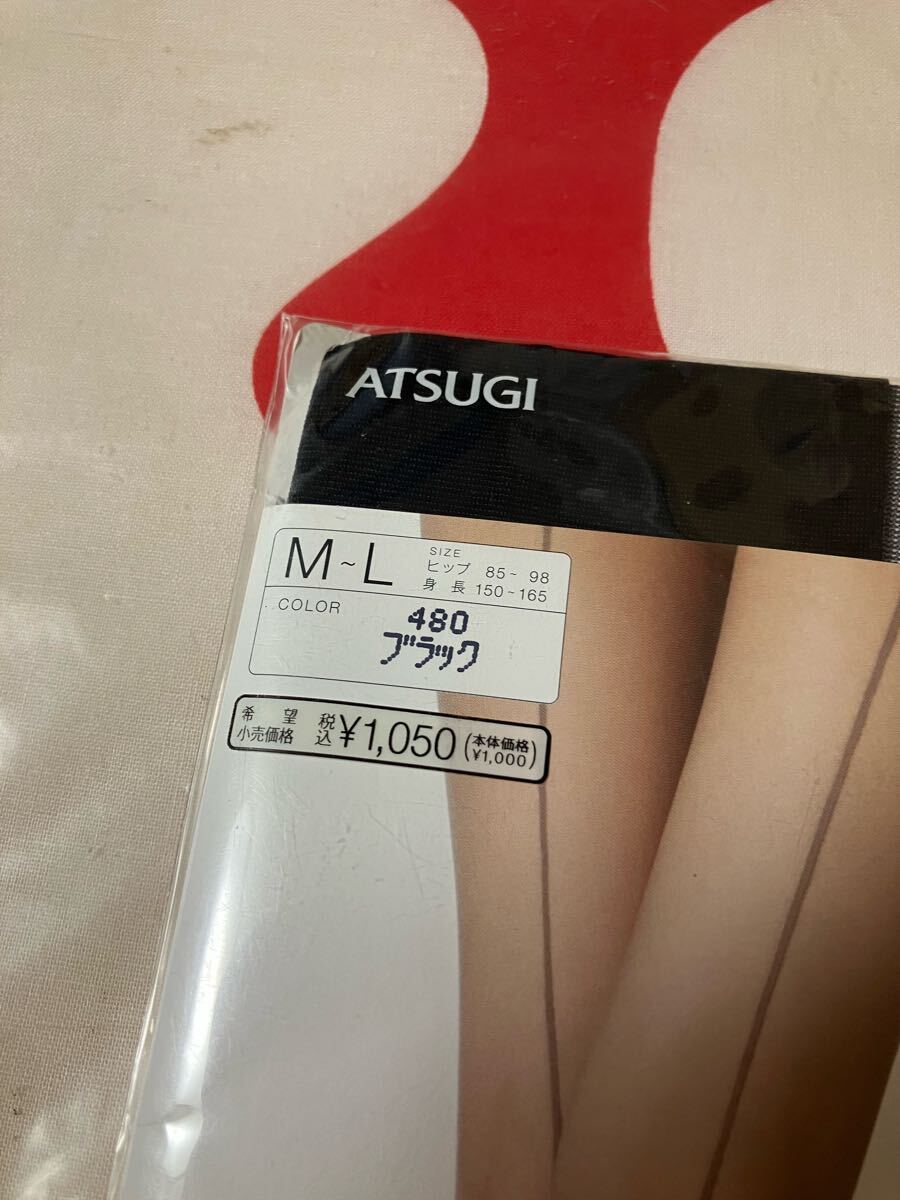 ATSUGI
M~L
SIZE
ヒップ 85~98
身長 150~165
COLOR
480
ブラック
希望 税
小売価格 込
¥1,050
(本体価格
¥1,000)